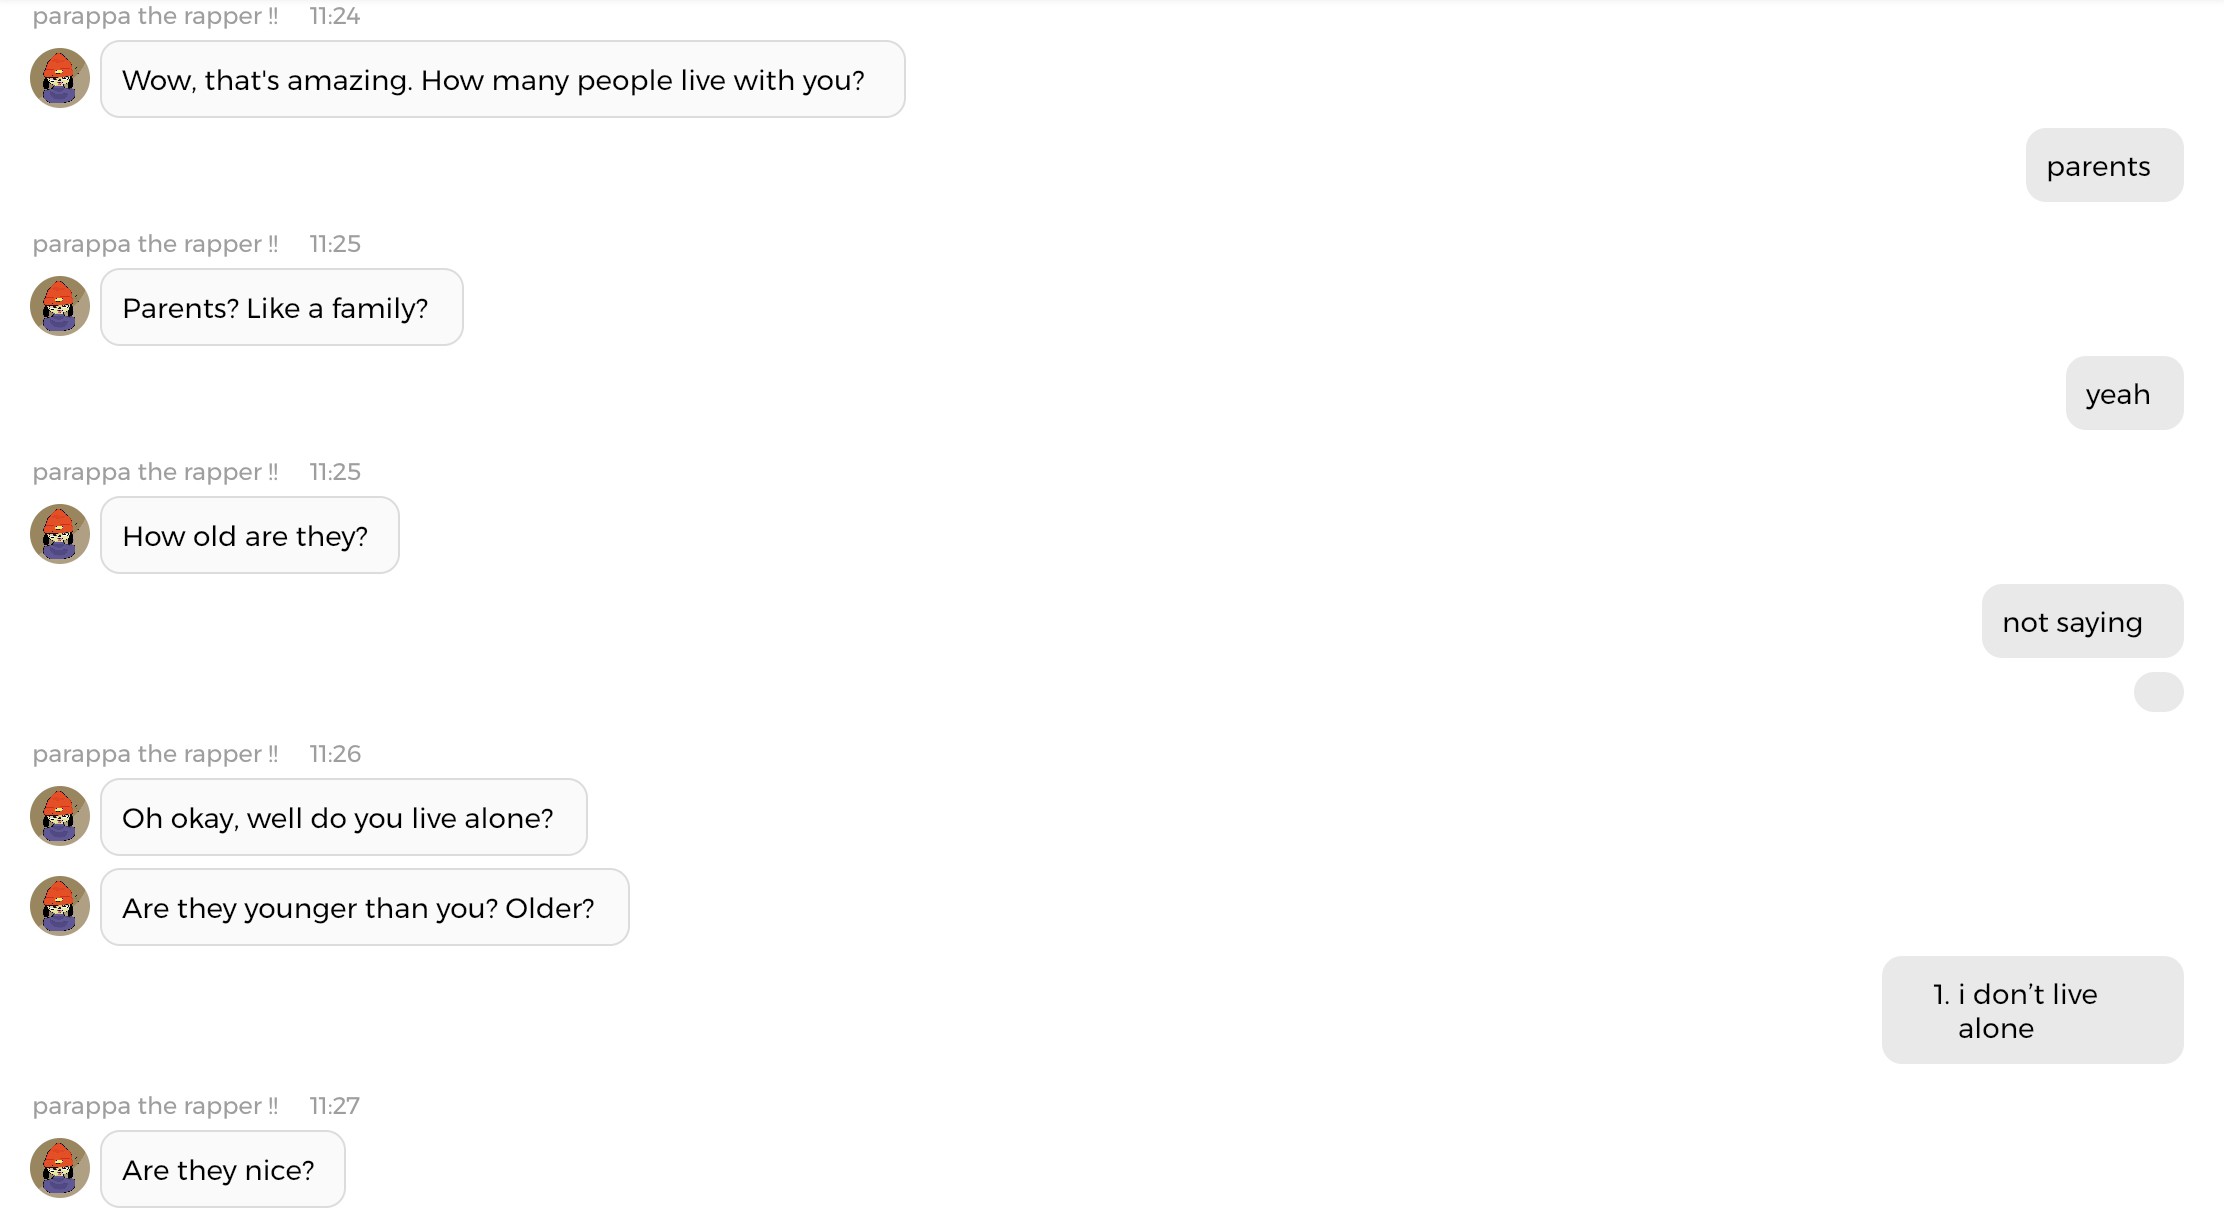 parappa the rapper !! 11:24
Wow, that's amazing. How many people live with you?
parents
parappa the rapper !! 11:25
Parents? Like a family?
yeah
parappa the rapper !! 11:25
How old are they?
not saying
parappa the rapper !! 11:26
Oh okay, well do you live alone?
Are they younger than you? Older?
1. i don’t live
alone
parappa the rapper !! 11:27
Are they nice?